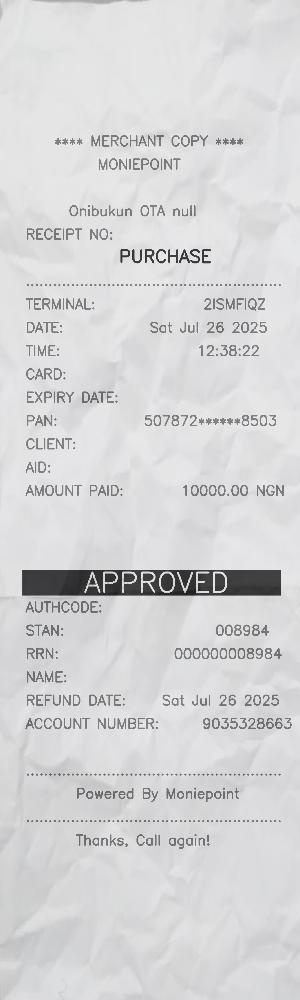 **** MERCHANT COPY ****
MONIEPOINT
Onibukun OTA null
RECEIPT NO:
PURCHASE
TERMINAL: 2ISMFIQZ
DATE: Sat Jul 26 2025
TIME: 12:38:22
CARD:
EXPIRY DATE:
PAN: 507872******8503
CLIENT:
AID:
AMOUNT PAID: 10000.00 NGN
APPROVED
AUTHCODE:
STAN: 008984
RRN: 000000008984
NAME:
REFUND DATE: Sat Jul 26 2025
ACCOUNT NUMBER: 9035328663
Powered By Moniepoint
Thanks, Call again!